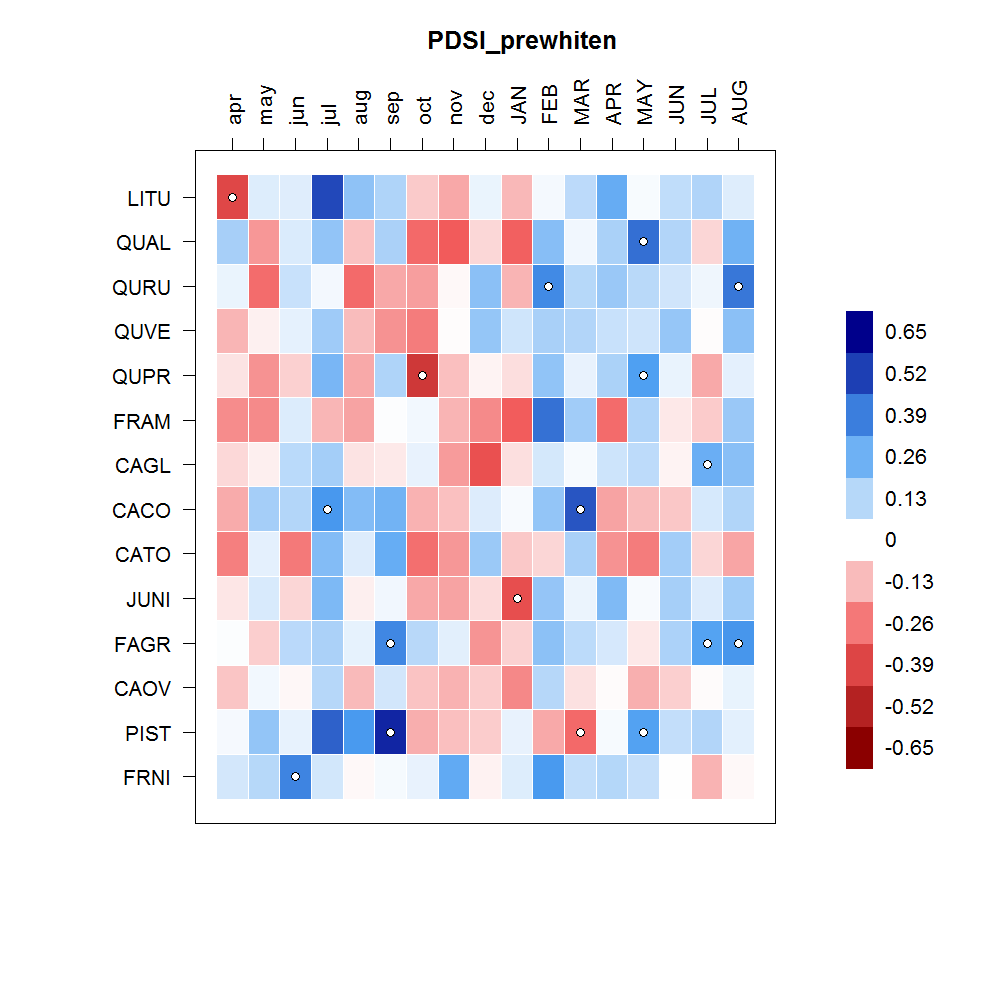 PDSI_prewhiten
apr may jun jul aug sep oct nov dec JAN FEB MAR APR MAY JUN JUL AUG
LITU
QUAL
QURU
QUVE
QUPR
FRAM
CAGL
CACO
CATO
JUNI
FAGR
CAOV
PIST
FRNI
0.65
0.52
0.39
0.26
0.13
0
-0.13
-0.26
-0.39
-0.52
-0.65